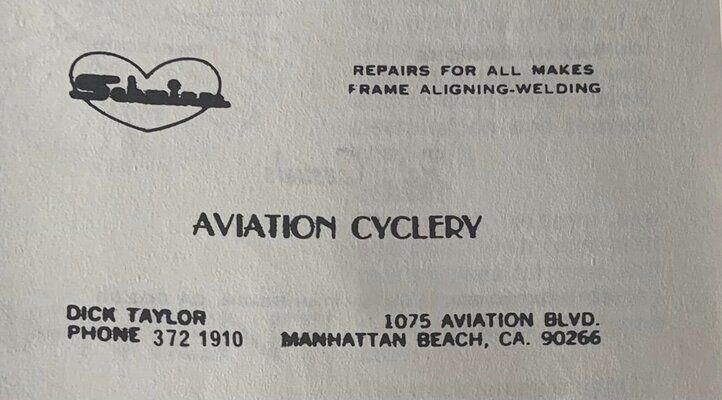 Schwinn
REPAIRS FOR ALL MAKES
FRAME ALIGNING-WELDING
AVIATION CYCLERY
DICK TAYLOR
PHONE 372 1910
1075 AVIATION BLVD.
MANHATTAN BEACH, CA. 90266